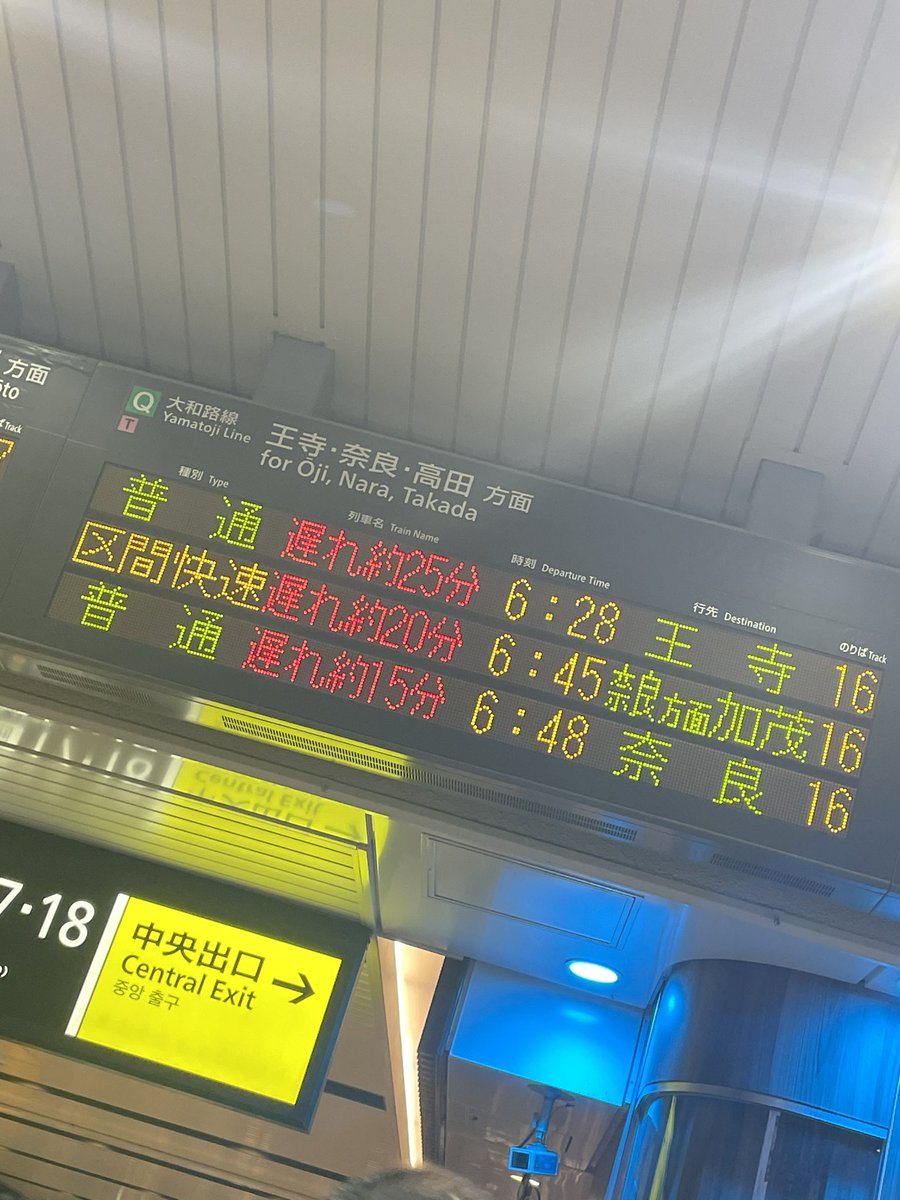 方面
oto
Track
7
Q 大和路線
T Yamatoji Line
王寺・奈良・高田 方面
for Ōji, Nara, Takada
種別 Type 列車名 Train Name 時刻 Departure Time 行先 Destination のりば Track
普通 遅れ約25分 6:28 王寺 16
区間快速 遅れ約20分 6:45 奈良方面加茂 16
普通 遅れ約15分 6:48 奈良 16
7・18
中央出口
Central Exit →
중앙 출구